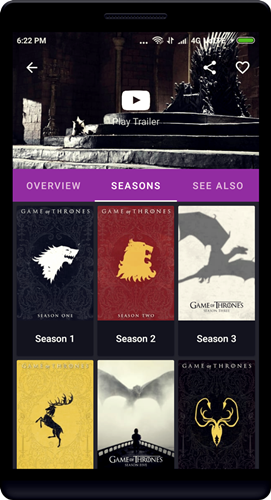 6:22 PM
4G
Play Trailer
OVERVIEW
SEASONS
SEE ALSO
GAME OF THRONES
SEASON ONE
Season 1
GAME OF THRONES
SEASON TWO
Season 2
GAME OF THRONES
SEASON THREE
Season 3
GAME OF THRONES
GAME OF THRONES
SEASON FIVE
GAME OF THRONES